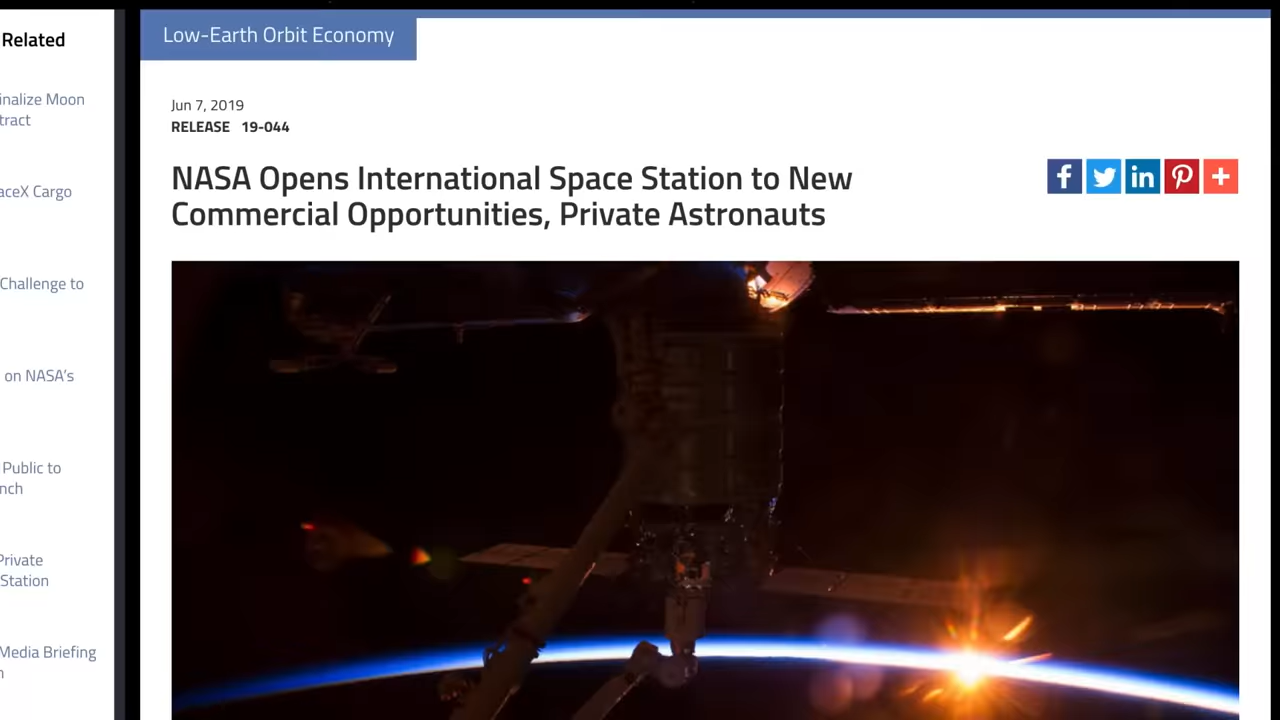 Related
inalize Moon
tract
aceX Cargo
Challenge to
on NASA's
Public to
nch
Private
Station
Media Briefing
n
Low-Earth Orbit Economy
Jun 7, 2019
RELEASE 19-044
NASA Opens International Space Station to New
Commercial Opportunities, Private Astronauts